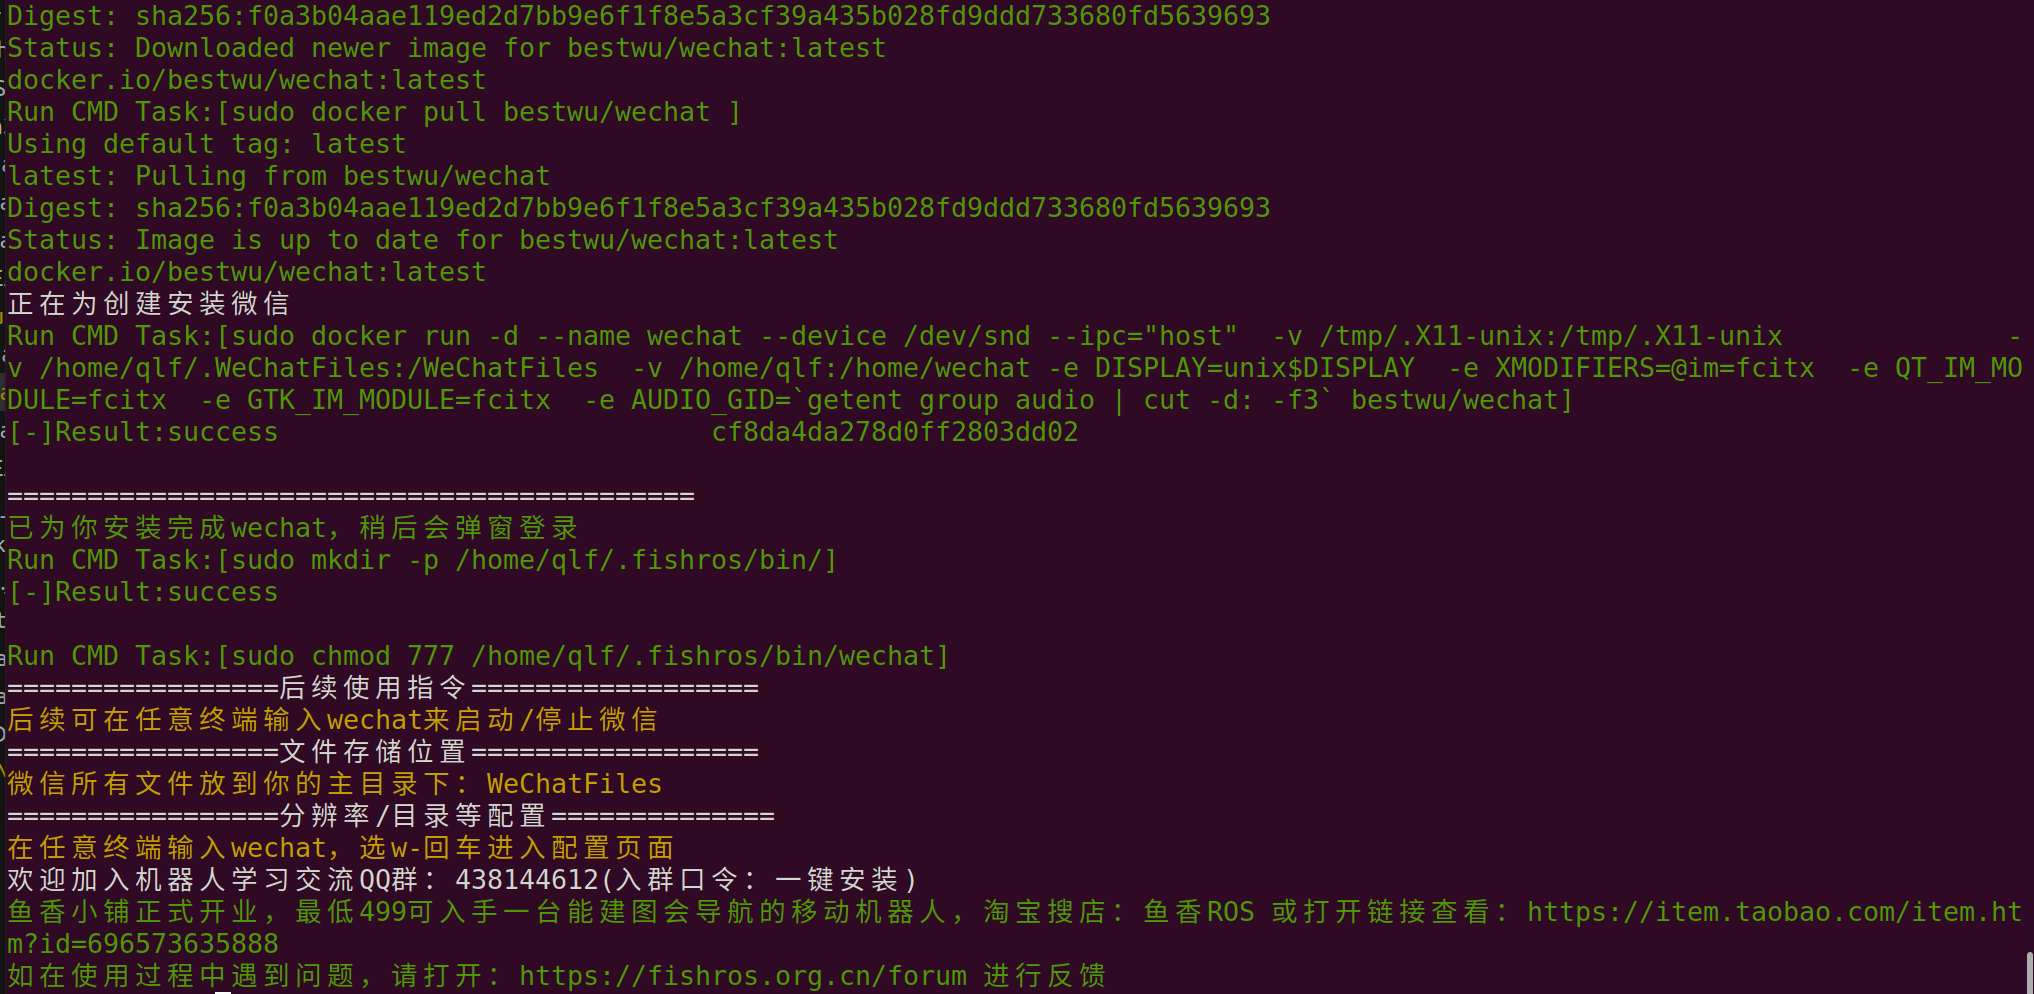 Digest: sha256:f0a3b04aae119ed2d7bb9e6f1f8e5a3cf39a435b028fd9ddd733680fd5639693
Status: Downloaded newer image for bestwu/wechat:latest
docker.io/bestwu/wechat:latest
Run CMD Task:[sudo docker pull bestwu/wechat ]
Using default tag: latest
latest: Pulling from bestwu/wechat
Digest: sha256:f0a3b04aae119ed2d7bb9e6f1f8e5a3cf39a435b028fd9ddd733680fd5639693
Status: Image is up to date for bestwu/wechat:latest
docker.io/bestwu/wechat:latest
正在为创建安装微信
Run CMD Task:[sudo docker run -d --name wechat --device /dev/snd --ipc="host"  -v /tmp/.X11-unix:/tmp/.X11-unix              -
v /home/qlf/.WeChatFiles:/WeChatFiles  -v /home/qlf:/home/wechat -e DISPLAY=unix$DISPLAY  -e XMODIFIERS=@im=fcitx  -e QT_IM_MO
DULE=fcitx  -e GTK_IM_MODULE=fcitx  -e AUDIO_GID=`getent group audio | cut -d: -f3` bestwu/wechat]
[-]Result:success                           cf8da4da278d0ff2803dd02
===========================================
已为你安装完成wechat，稍后会弹窗登录
Run CMD Task:[sudo mkdir -p /home/qlf/.fishros/bin/]
[-]Result:success
Run CMD Task:[sudo chmod 777 /home/qlf/.fishros/bin/wechat]
=================后续使用指令==================
后续可在任意终端输入wechat来启动/停止微信
=================文件存储位置==================
微信所有文件放到你的主目录下：WeChatFiles
=================分辨率/目录等配置==============
在任意终端输入wechat，选w-回车进入配置页面
欢迎加入机器人学习交流QQ群：438144612(入群口令：一键安装)
鱼香小铺正式开业，最低499可入手一台能建图会导航的移动机器人，淘宝搜店：鱼香ROS 或打开链接查看：https://item.taobao.com/item.ht
m?id=696573635888
如在使用过程中遇到问题，请打开：https://fishros.org.cn/forum 进行反馈